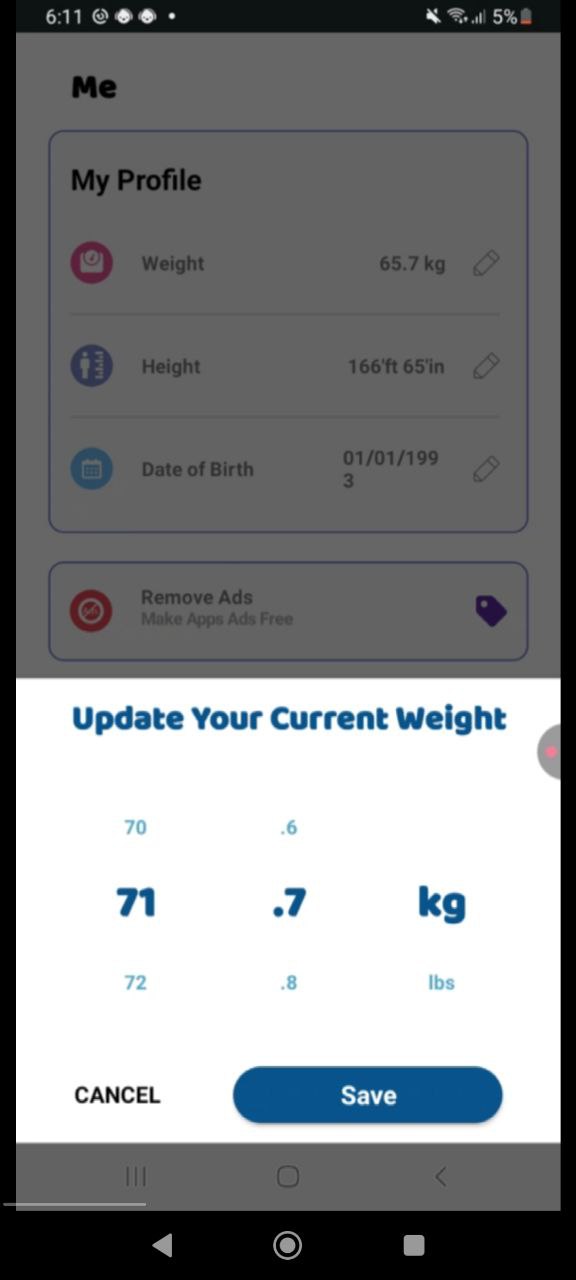 6:11
5%
Me
My Profile
Weight 65.7 kg
Height 166'ft 65'in
Date of Birth 01/01/199
3
Remove Ads
Make Apps Ads Free
Update Your Current Weight
70 .6
71 .7 kg
72 .8 lbs
CANCEL Save